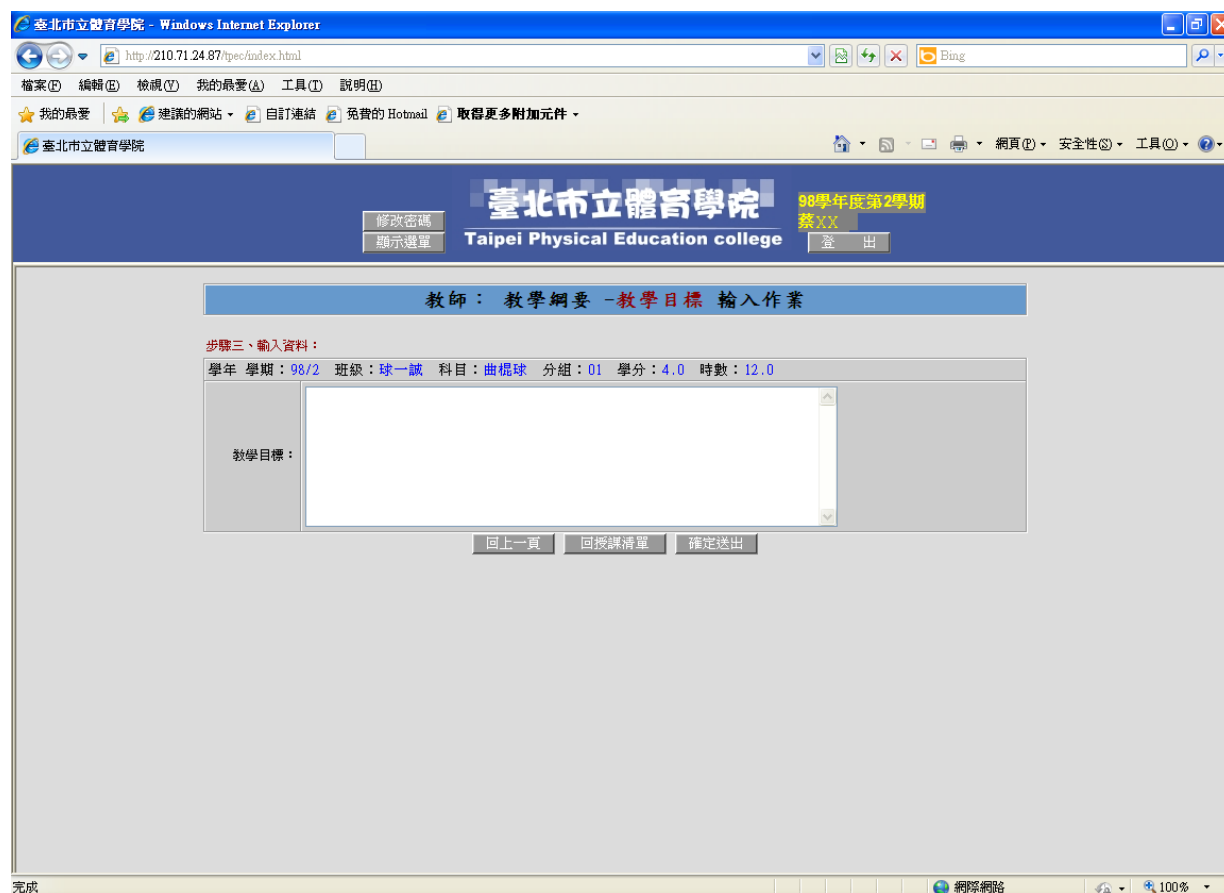 臺北市立體育學院 - Windows Internet Explorer
http://210.71.24.87/tpec/index.html
Bing
檔案(F) 編輯(E) 檢視(V) 我的最愛(A) 工具(T) 說明(H)
我的最愛 建議的網站 自訂連結 免費的 Hotmail 取得更多附加元件
臺北市立體育學院
網頁(P) 安全性(S) 工具(O)
修改密碼
顯示選單
臺北市立體育學院
Taipei Physical Education college
98學年度第2學期
蔡XX
登 出
教師: 教學綱要 -教學目標 輸入作業
步驟三、輸入資料:
學年 學期:98/2 班級:球一誠 科目:曲棍球 分組:01 學分:4.0 時數:12.0
教學目標:
回上一頁 回授課清單 確定送出
完成 網際網路 100%